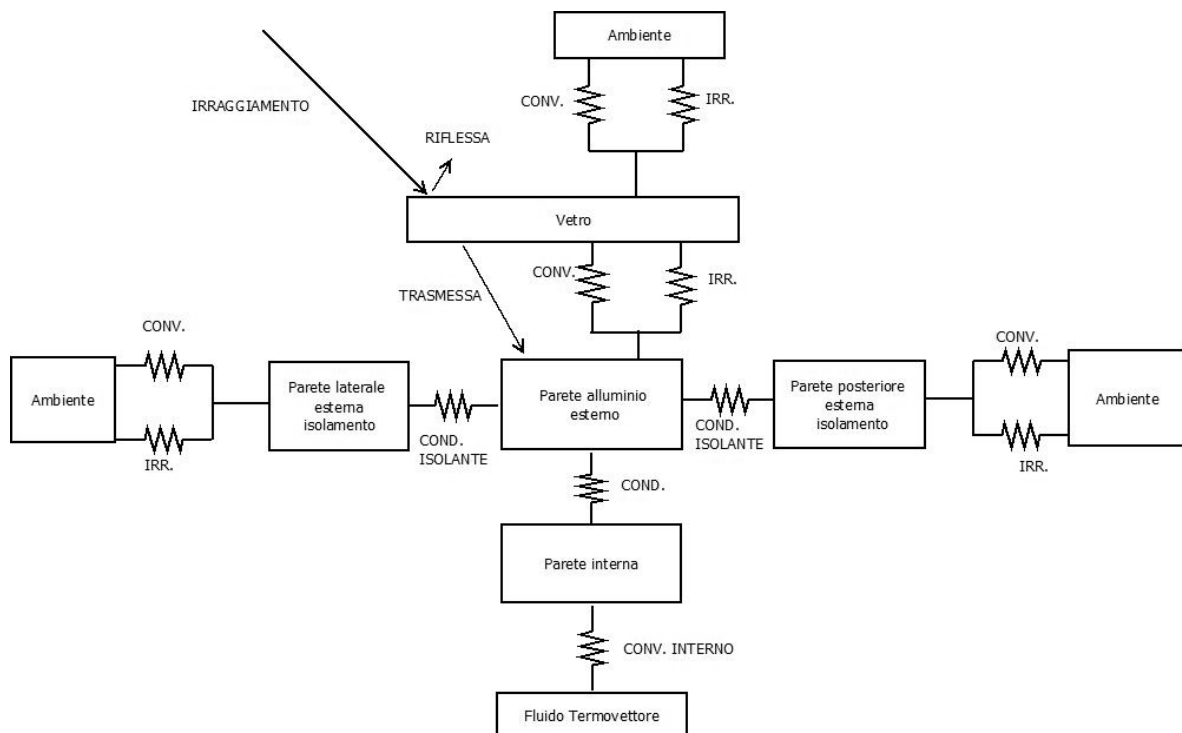 Ambiente
CONV.
IRR.
IRRAGGIAMENTO
RIFLESSA
Vetro
CONV.
IRR.
TRASMESSA
CONV.
CONV.
Ambiente
Parete laterale
esterna
isolamento
Parete alluminio
esterno
Parete posteriore
esterna
isolamento
Ambiente
IRR.
COND.
ISOLANTE
COND.
ISOLANTE
IRR.
COND.
Parete interna
CONV. INTERNO
Fluido Termovettore